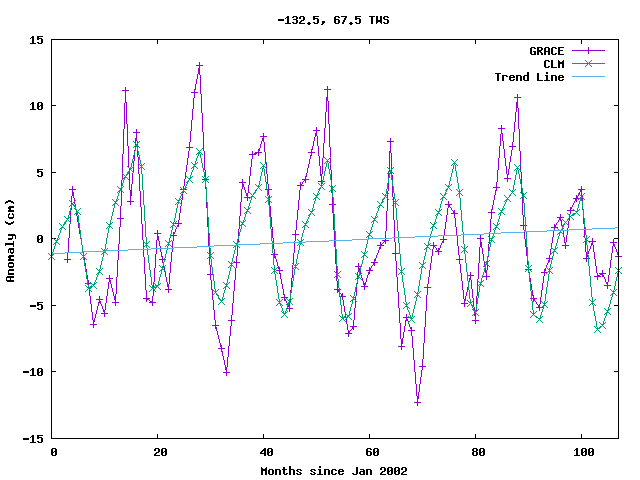 -132.5, 67.5 TWS
GRACE
CLM
Trend Line
Anomaly (cm)
15
10
5
0
-5
-10
-15
0 20 40 60 80 100
Months since Jan 2002